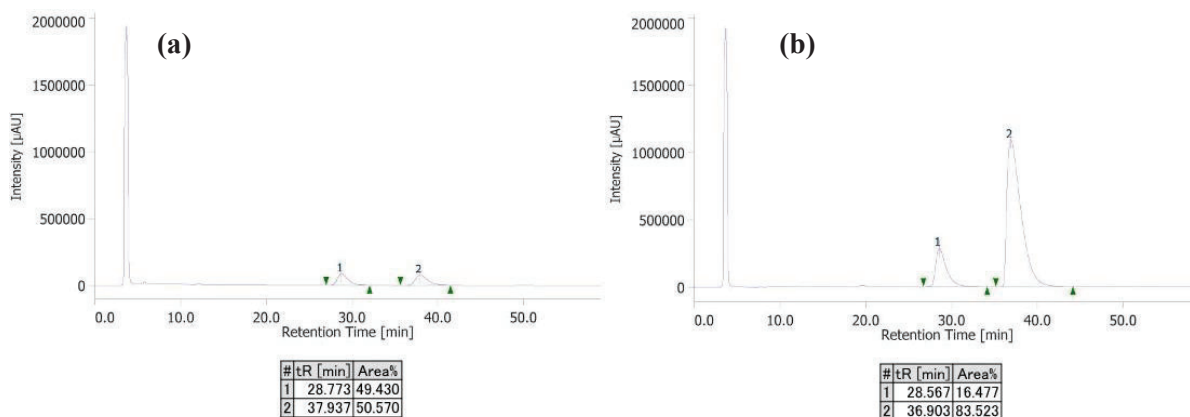 (a)
Intensity [µAU]
2000000
1500000
1000000
500000
0
1
2
0.0 10.0 20.0 30.0 40.0 50.0
Retention Time [min]
# tR [min] Area%
1 28.773 49.430
2 37.937 50.570
(b)
Intensity [µAU]
2000000
1500000
1000000
500000
0
1
2
0.0 10.0 20.0 30.0 40.0 50.0
Retention Time [min]
# tR [min] Area%
1 28.567 16.477
2 36.903 83.523